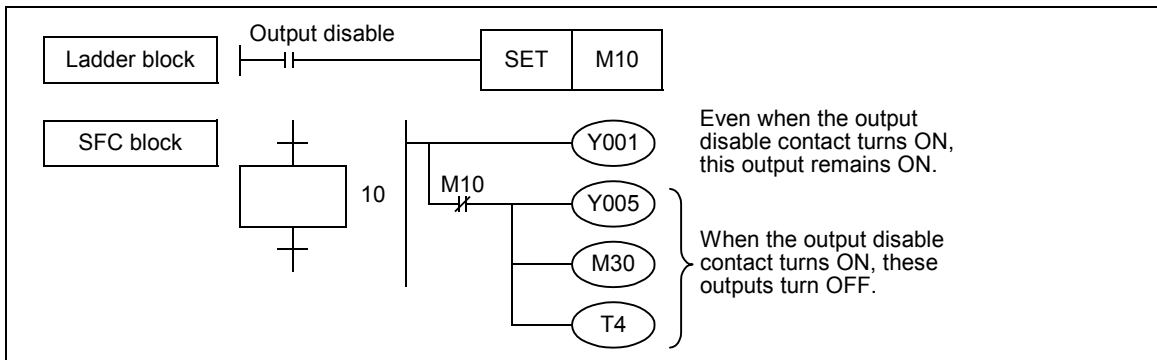 Output disable
Ladder block
SET
M10
SFC block
10
M10
Y001
Even when the output
disable contact turns ON,
this output remains ON.
Y005
M30
T4
When the output disable
contact turns ON, these
outputs turn OFF.